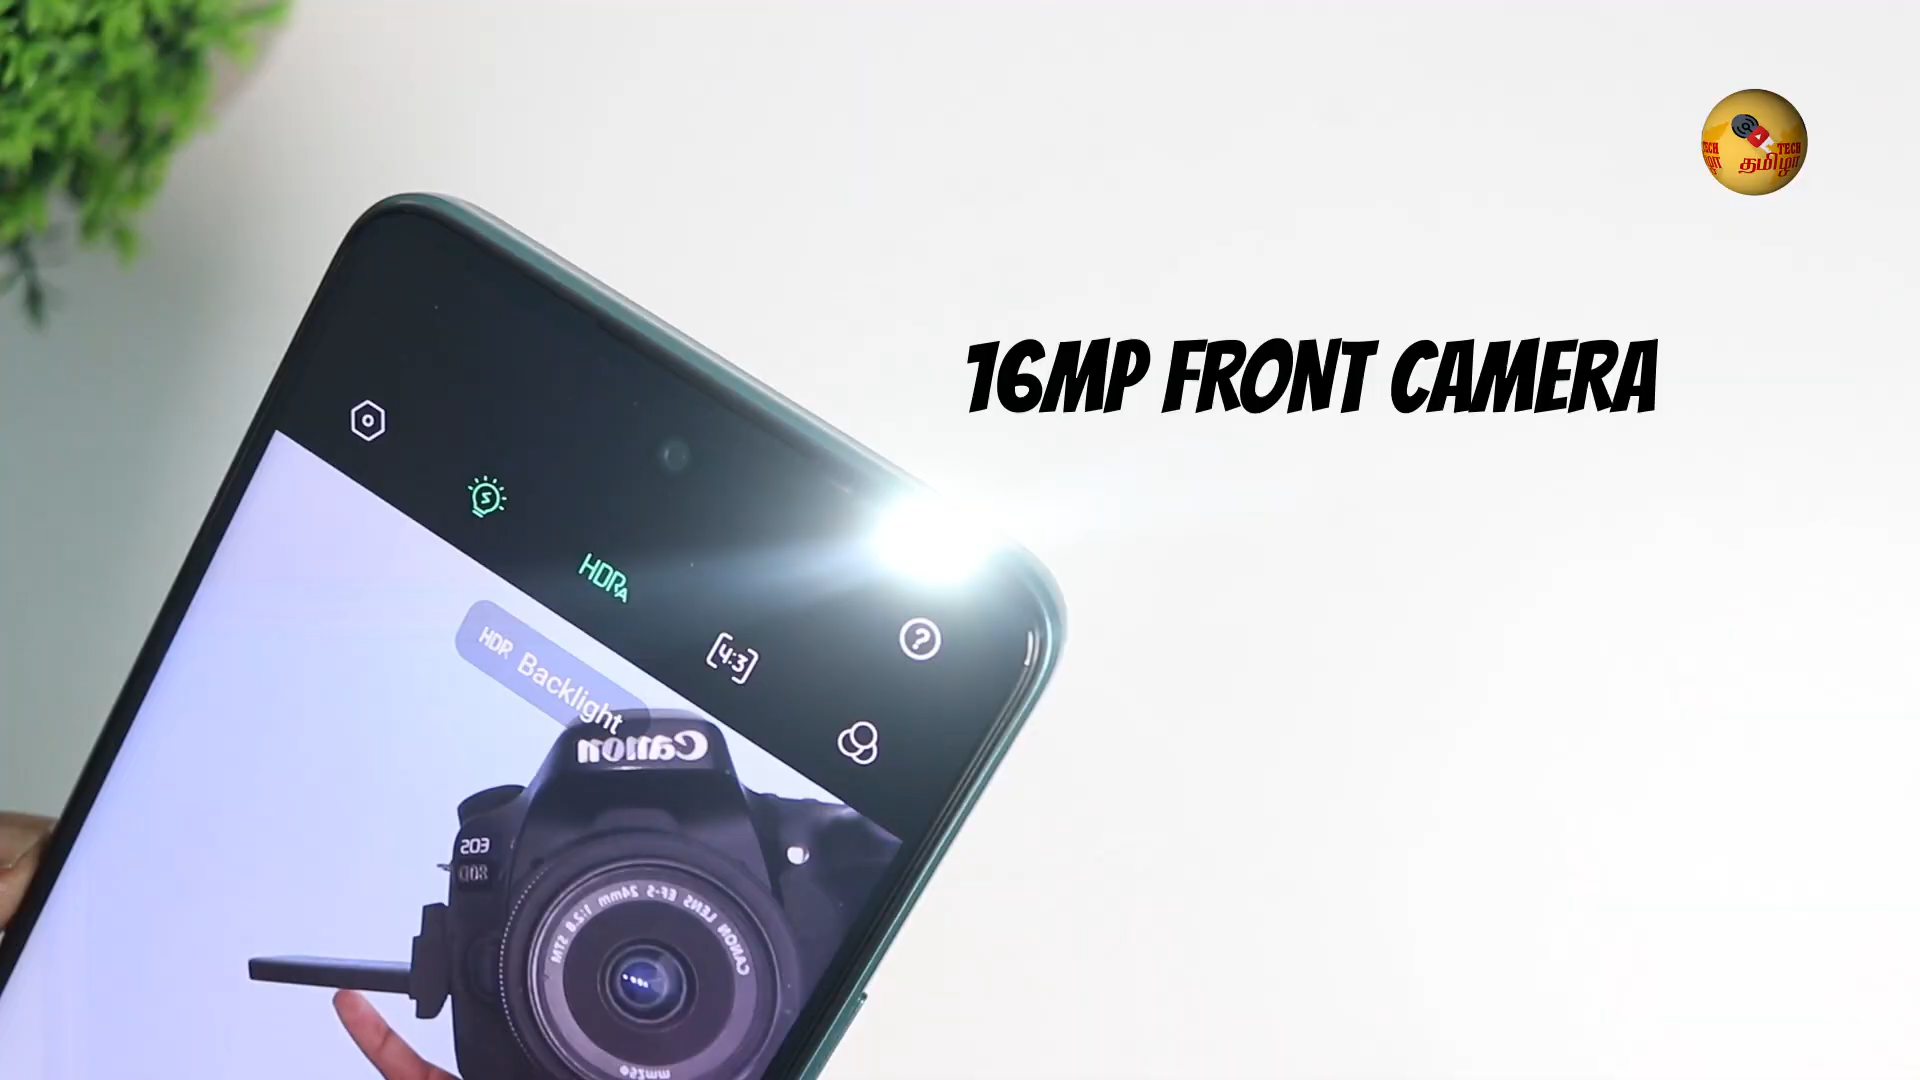 TECH
தமிழா
16MP FRONT CAMERA
HDR A
HDR Backlight
4:3
?
Canon
EOS
80D
CANON LENS EF-S 24mm 1:2.8 STM
ø52mm